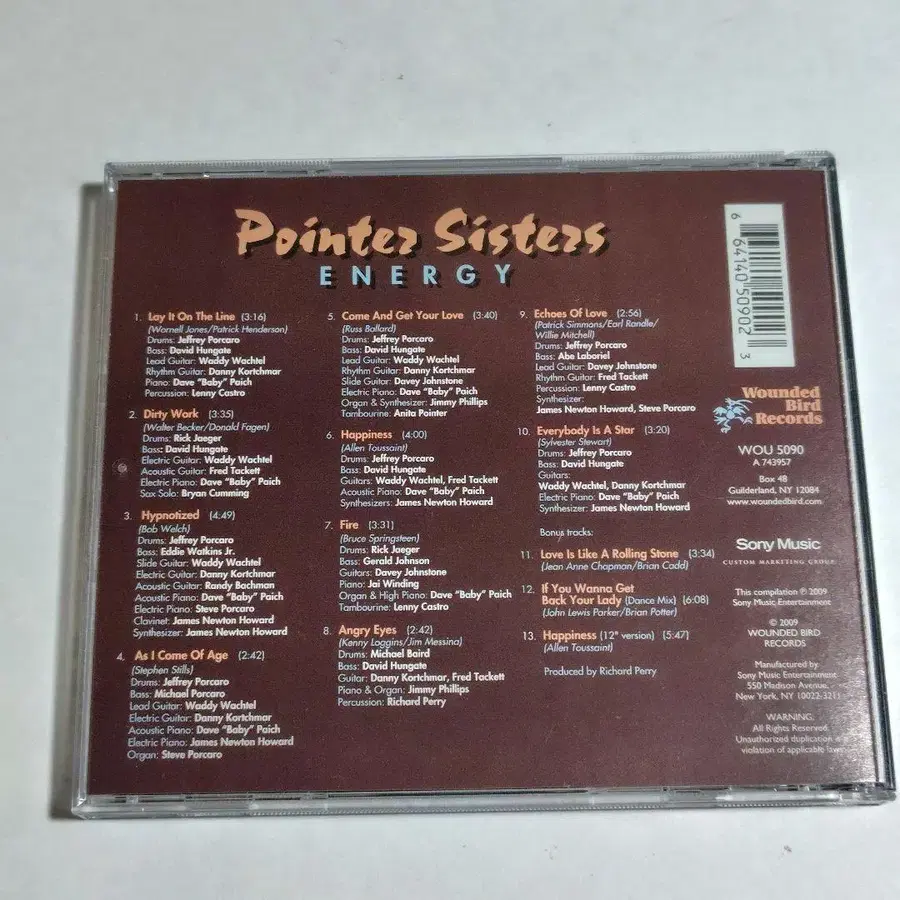 Pointer Sisters
ENERGY
1. Lay It On The Line (3:16)
(Wornell Jones/Patrick Henderson)
Drums: Jeffrey Porcaro
Bass: David Hungate
Lead Guitar: Waddy Wachtel
Rhythm Guitar: Danny Kortchmar
Piano: Dave "Baby" Paich
Percussion: Lenny Castro
2. Dirty Work (3:35)
(Walter Becker/Donald Fagen)
Drums: Rick Jaeger
Bass: David Hungate
Electric Guitar: Waddy Wachtel
Acoustic Guitar: Fred Tackett
Electric Piano: Dave "Baby" Paich
Sax Solo: Bryan Cumming
3. Hypnotized (4:49)
(Bob Welch)
Drums: Jeffrey Porcaro
Bass: Eddie Watkins Jr.
Slide Guitar: Waddy Wachtel
Electric Guitar: Danny Kortchmar
Acoustic Guitar: Randy Bachman
Acoustic Piano: Dave "Baby" Paich
Electric Piano: Steve Porcaro
Clavinet: James Newton Howard
Synthesizer: James Newton Howard
4. As I Come Of Age (2:42)
(Stephen Stills)
Drums: Jeffrey Porcaro
Bass: Michael Porcaro
Lead Guitar: Waddy Wachtel
Electric Guitar: Danny Kortchmar
Acoustic Piano: Dave "Baby" Paich
Electric Piano: James Newton Howard
Organ: Steve Porcaro
5. Come And Get Your Love (3:40)
(Russ Ballard)
Drums: Jeffrey Porcaro
Bass: David Hungate
Lead Guitar: Waddy Wachtel
Rhythm Guitar: Danny Kortchmar
Slide Guitar: Davey Johnstone
Electric Piano: Dave "Baby" Paich
Organ & Synthesizer: Jimmy Phillips
Tambourine: Anita Pointer
6. Happiness (4:00)
(Allen Toussaint)
Drums: Jeffrey Porcaro
Bass: David Hungate
Guitars: Waddy Wachtel, Fred Tackett
Acoustic Piano: Dave "Baby" Paich
Synthesizers: James Newton Howard
7. Fire (3:31)
(Bruce Springsteen)
Drums: Rick Jaeger
Bass: Gerald Johnson
Guitars: Davey Johnstone
Piano: Jai Winding
Organ & High Piano: Dave "Baby" Paich
Tambourine: Lenny Castro
8. Angry Eyes (2:42)
(Kenny Loggins/Jim Messina)
Drums: Michael Baird
Bass: David Hungate
Guitar: Danny Kortchmar, Fred Tackett
Piano & Organ: Jimmy Phillips
Percussion: Richard Perry
9. Echoes Of Love (2:56)
(Patrick Simmons/Earl Randle/
Willie Mitchell)
Drums: Jeffrey Porcaro
Bass: Abe Laboriel
Lead Guitar: Davey Johnstone
Rhythm Guitar: Fred Tackett
Percussion: Lenny Castro
Synthesizer:
James Newton Howard, Steve Porcaro
10. Everybody Is A Star (3:20)
(Sylvester Stewart)
Drums: Jeffrey Porcaro
Bass: David Hungate
Guitars:
Waddy Wachtel, Danny Kortchmar
Electric Piano: Dave "Baby" Paich
Synthesizer: James Newton Howard
Bonus tracks:
11. Love Is Like A Rolling Stone (3:34)
(Jean Anne Chapman/Brian Cadd)
12. If You Wanna Get
Back Your Lady (Dance Mix) (6:08)
(John Lewis Parker/Brian Potter)
13. Happiness (12" version) (5:47)
(Allen Toussaint)
Produced by Richard Perry
6 64140 50902 3
Wounded
Bird
Records
WOU 5090
A 743957
Box 48
Guilderland, NY 12084
www.woundedbird.com
Sony Music
CUSTOM MARKETING GROUP
This compilation ℗ 2009
Sony Music Entertainment
© 2009
WOUNDED BIRD
RECORDS
Manufactured by
Sony Music Entertainment
550 Madison Avenue
New York, NY 10022-3211
WARNING:
All Rights Reserved.
Unauthorized duplication
violation of applicable laws